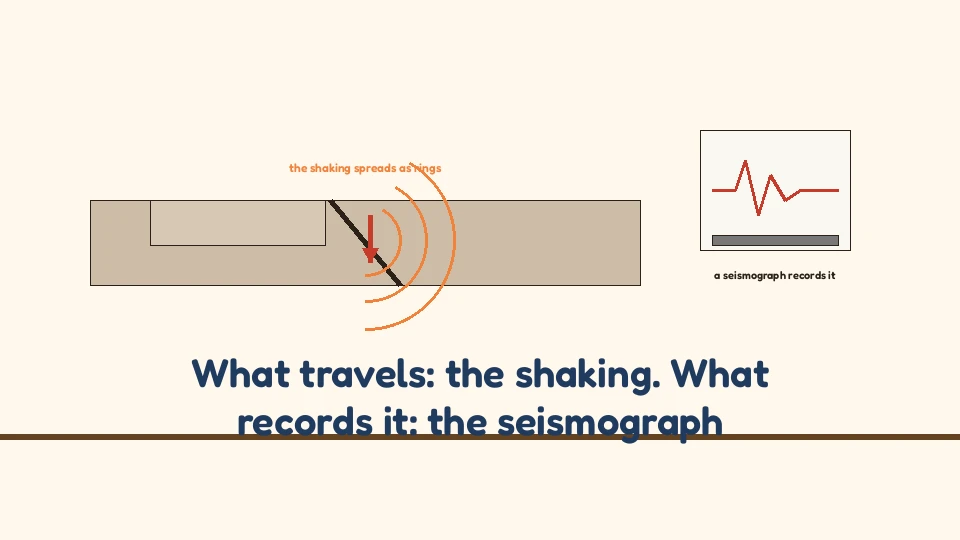 the shaking spreads as rings
a seismograph records it
What travels: the shaking. What
records it: the seismograph